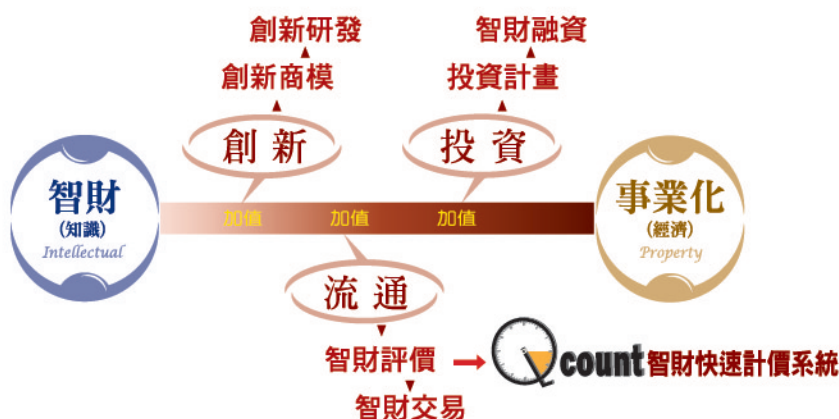 創新研發
智財融資
創新商模
投資計畫
創新
投資
智財
(知識)
Intellectual
加值
加值
加值
事業化
(經濟)
Property
流通
智財評價
Qcount智財快速計價系統
智財交易